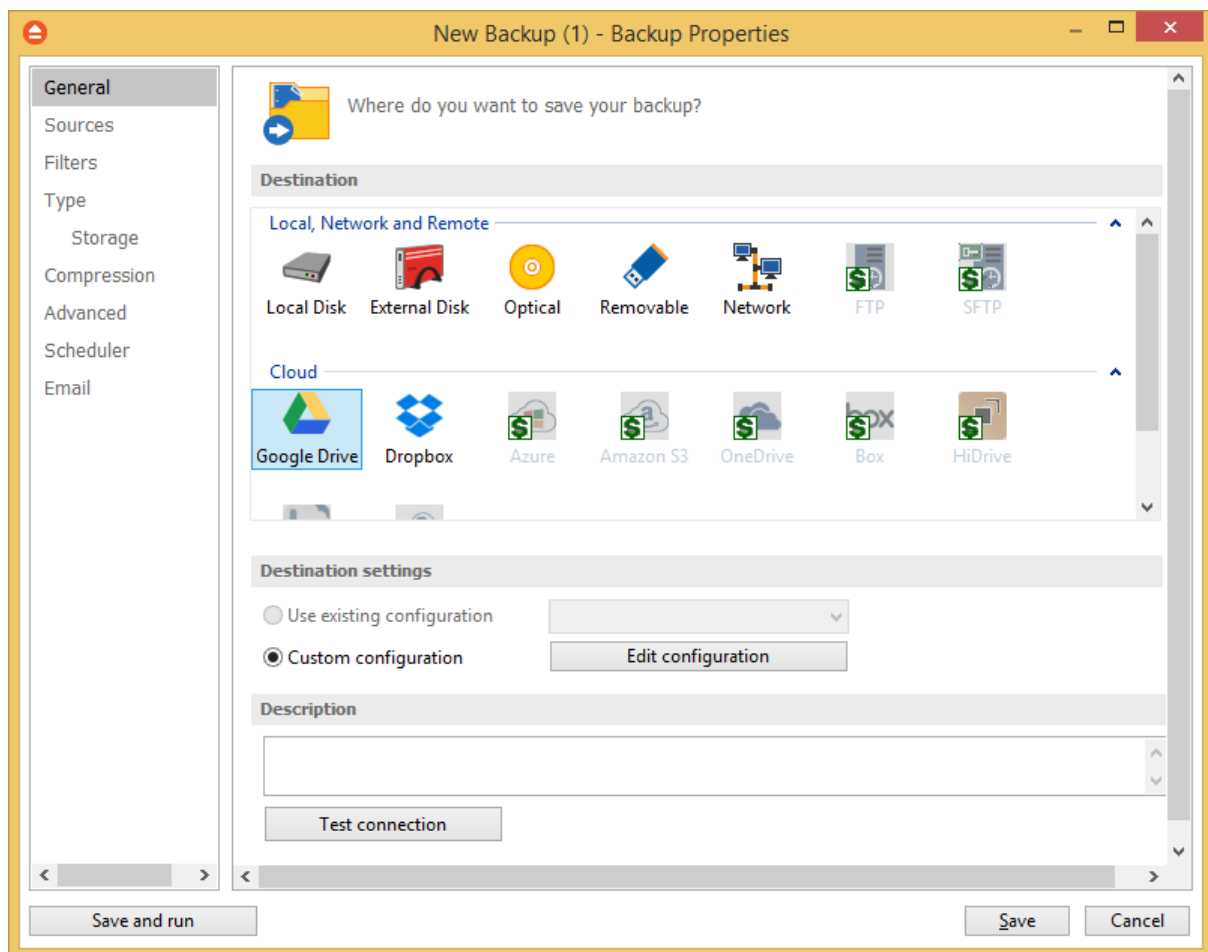 New Backup (1) - Backup Properties
General
Sources
Filters
Type
Storage
Compression
Advanced
Scheduler
Email
Where do you want to save your backup?
Destination
Local, Network and Remote
Local Disk External Disk Optical Removable Network FTP SFTP
Cloud
Google Drive Dropbox Azure Amazon S3 OneDrive Box HiDrive
Destination settings
Use existing configuration
Custom configuration Edit configuration
Description
Test connection
Save and run Save Cancel